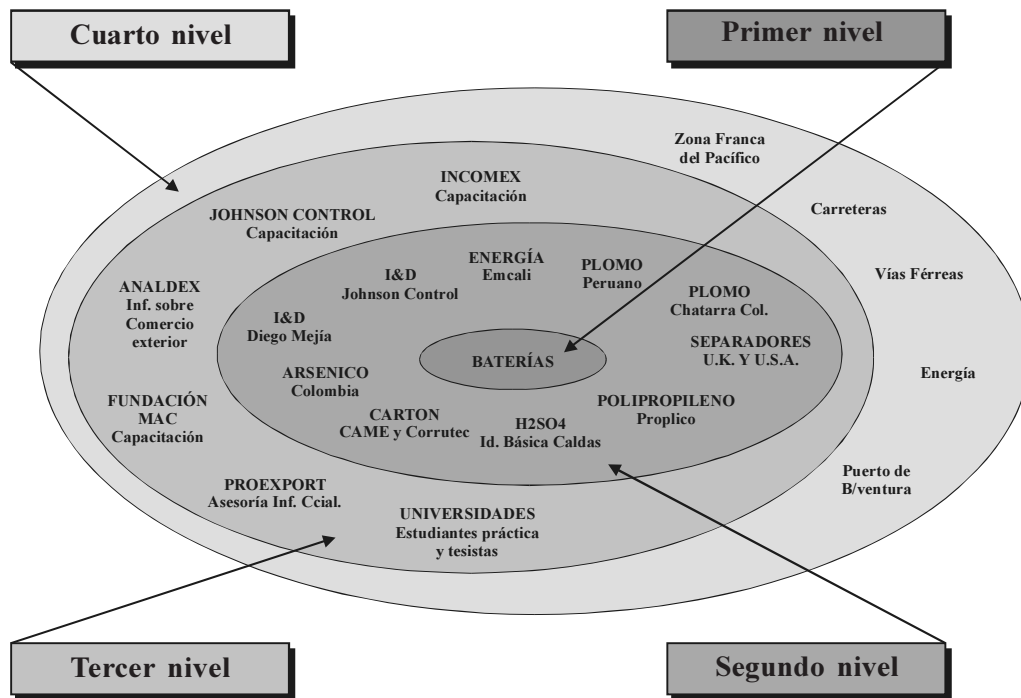 Cuarto nivel
Primer nivel
Zona Franca
del Pacífico
INCOMEX
Capacitación
JOHNSON CONTROL
Capacitación
Carreteras
ENERGÍA
Emcali
PLOMO
Peruano
I&D
Johnson Control
Vías Férreas
ANALDEX
Inf. sobre
Comercio
exterior
PLOMO
Chatarra Col.
I&D
Diego Mejía
SEPARADORES
U.K. Y U.S.A.
BATERÍAS
ARSENICO
Colombia
Energía
FUNDACIÓN
MAC
Capacitación
CARTON
CAME y Corrutec
H2SO4
Id. Básica Caldas
POLIPROPILENO
Proplico
PROEXPORT
Asesoría Inf. Ccial.
Puerto de
B/ventura
UNIVERSIDADES
Estudiantes práctica
y tesistas
Tercer nivel
Segundo nivel